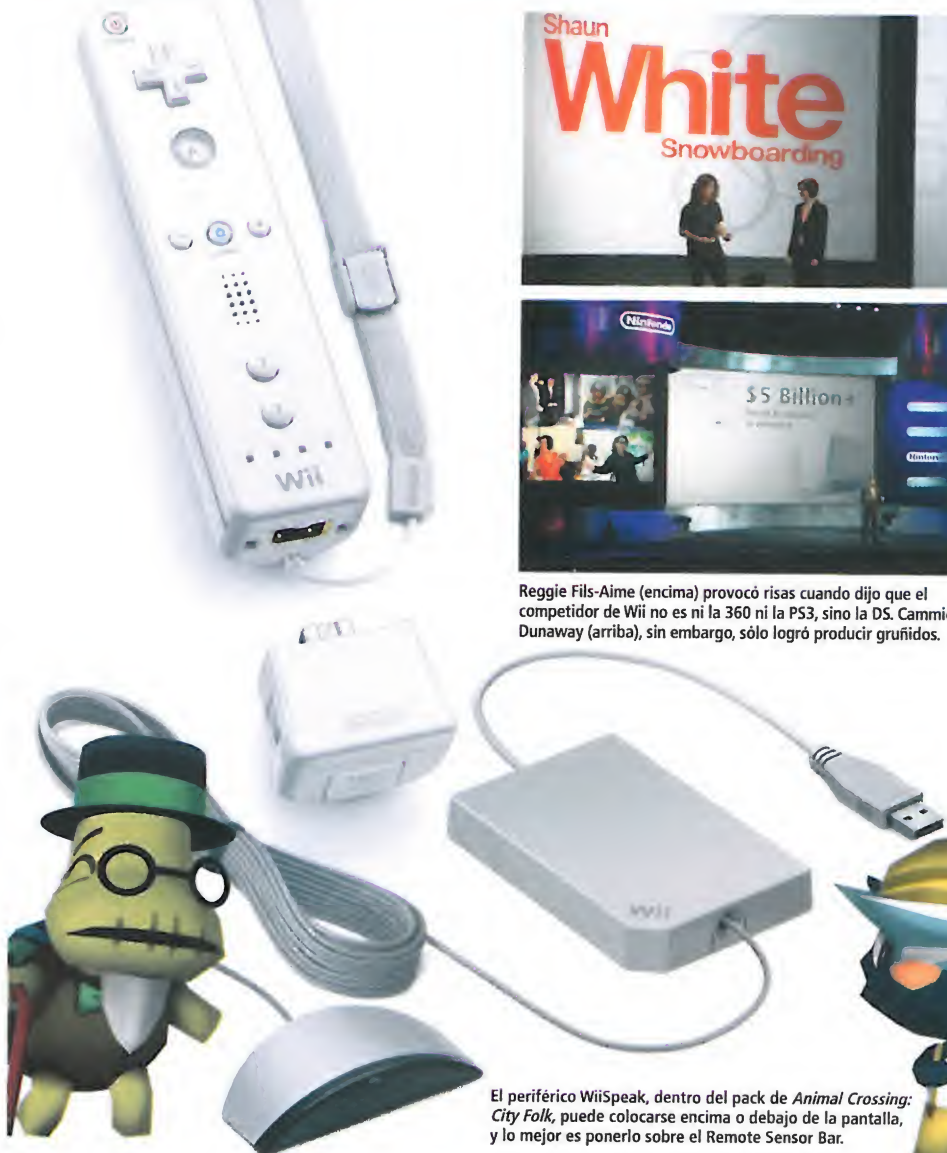 Shaun
White
Snowboarding
Nintendo
$5 Billion+
Reggie Fils-Aime (encima) provocó risas cuando dijo que el
competidor de Wii no es ni la 360 ni la PS3, sino la DS. Cammie
Dunaway (arriba), sin embargo, sólo logró producir gruñidos.
Wii
Wii
El periférico WiiSpeak, dentro del pack de Animal Crossing:
City Folk, puede colocarse encima o debajo de la pantalla,
y lo mejor es ponerlo sobre el Remote Sensor Bar.